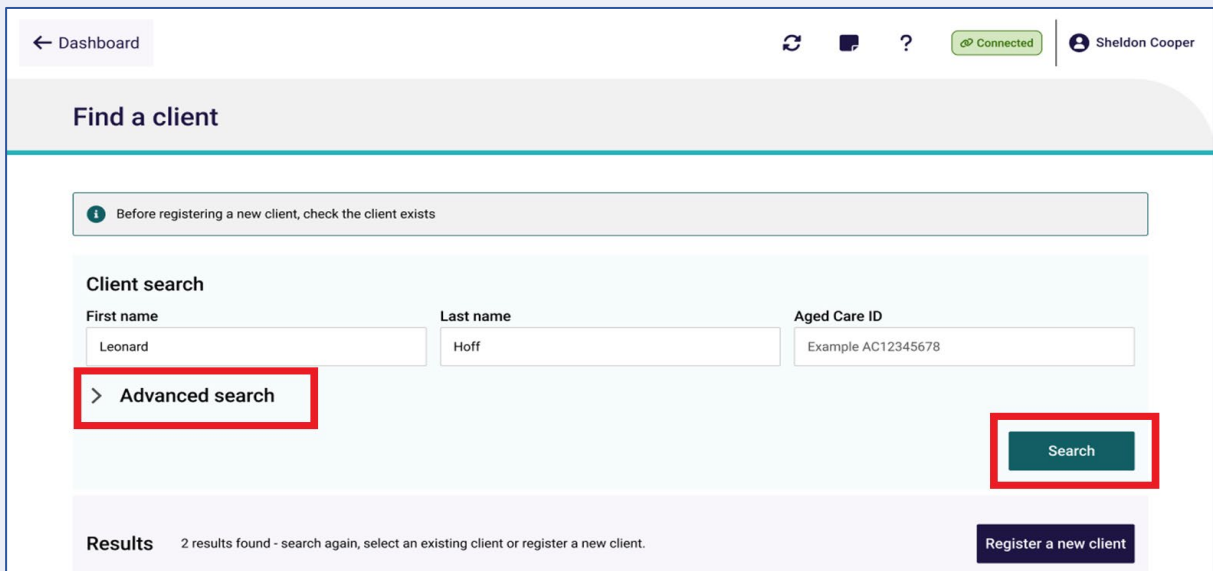 ← Dashboard
? Connected Sheldon Cooper
Find a client
Before registering a new client, check the client exists
Client search
First name Last name Aged Care ID
Leonard Hoff Example AC12345678
> Advanced search
Search
Results 2 results found - search again, select an existing client or register a new client. Register a new client